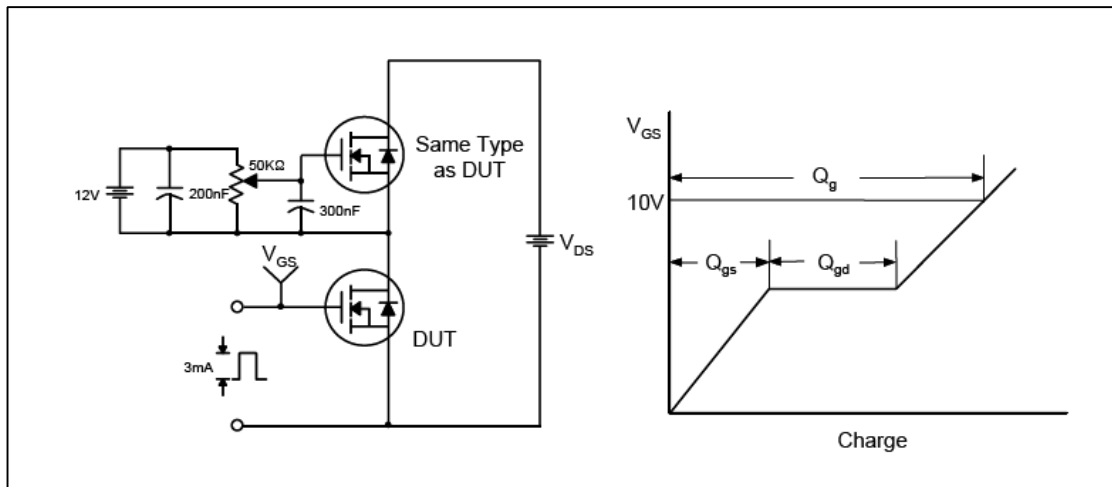 50KΩ
Same Type
as DUT
12V
200nF
300nF
V_GS
V_DS
DUT
3mA
V_GS
Q_g
10V
Q_gs
Q_gd
Charge